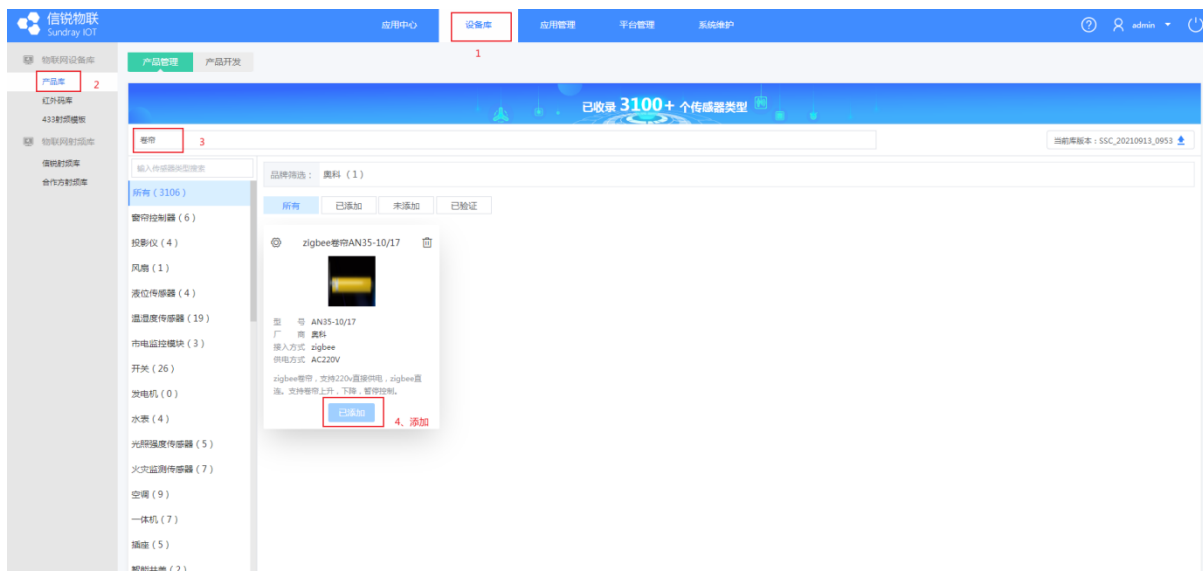 信锐物联
Sundray IOT
应用中心
设备库
应用管理
平台管理
系统维护
admin
1
物联网设备库
产品库
2
红外码库
433射频模板
物联网射频库
信锐射频库
合作方射频库
产品管理
产品开发
已收录 3100+ 个传感器类型
卷帘
3
当前库版本：SSC_20210913_0953
输入传感器类型搜索
所有（3106）
窗帘控制器（6）
投影仪（4）
风扇（1）
液位传感器（4）
温湿度传感器（19）
市电监控模块（3）
开关（26）
发电机（0）
水表（4）
光照强度传感器（5）
火灾监测传感器（7）
空调（9）
一体机（7）
插座（5）
智能井盖（2）
品牌筛选： 奥科（1）
所有
已添加
未添加
已验证
zigbee卷帘AN35-10/17
型 号 AN35-10/17
厂 商 奥科
接入方式 zigbee
供电方式 AC220V
zigbee卷帘，支持220v直接供电，zigbee直
连。支持卷帘上升，下降，暂停控制。
已添加
4、添加